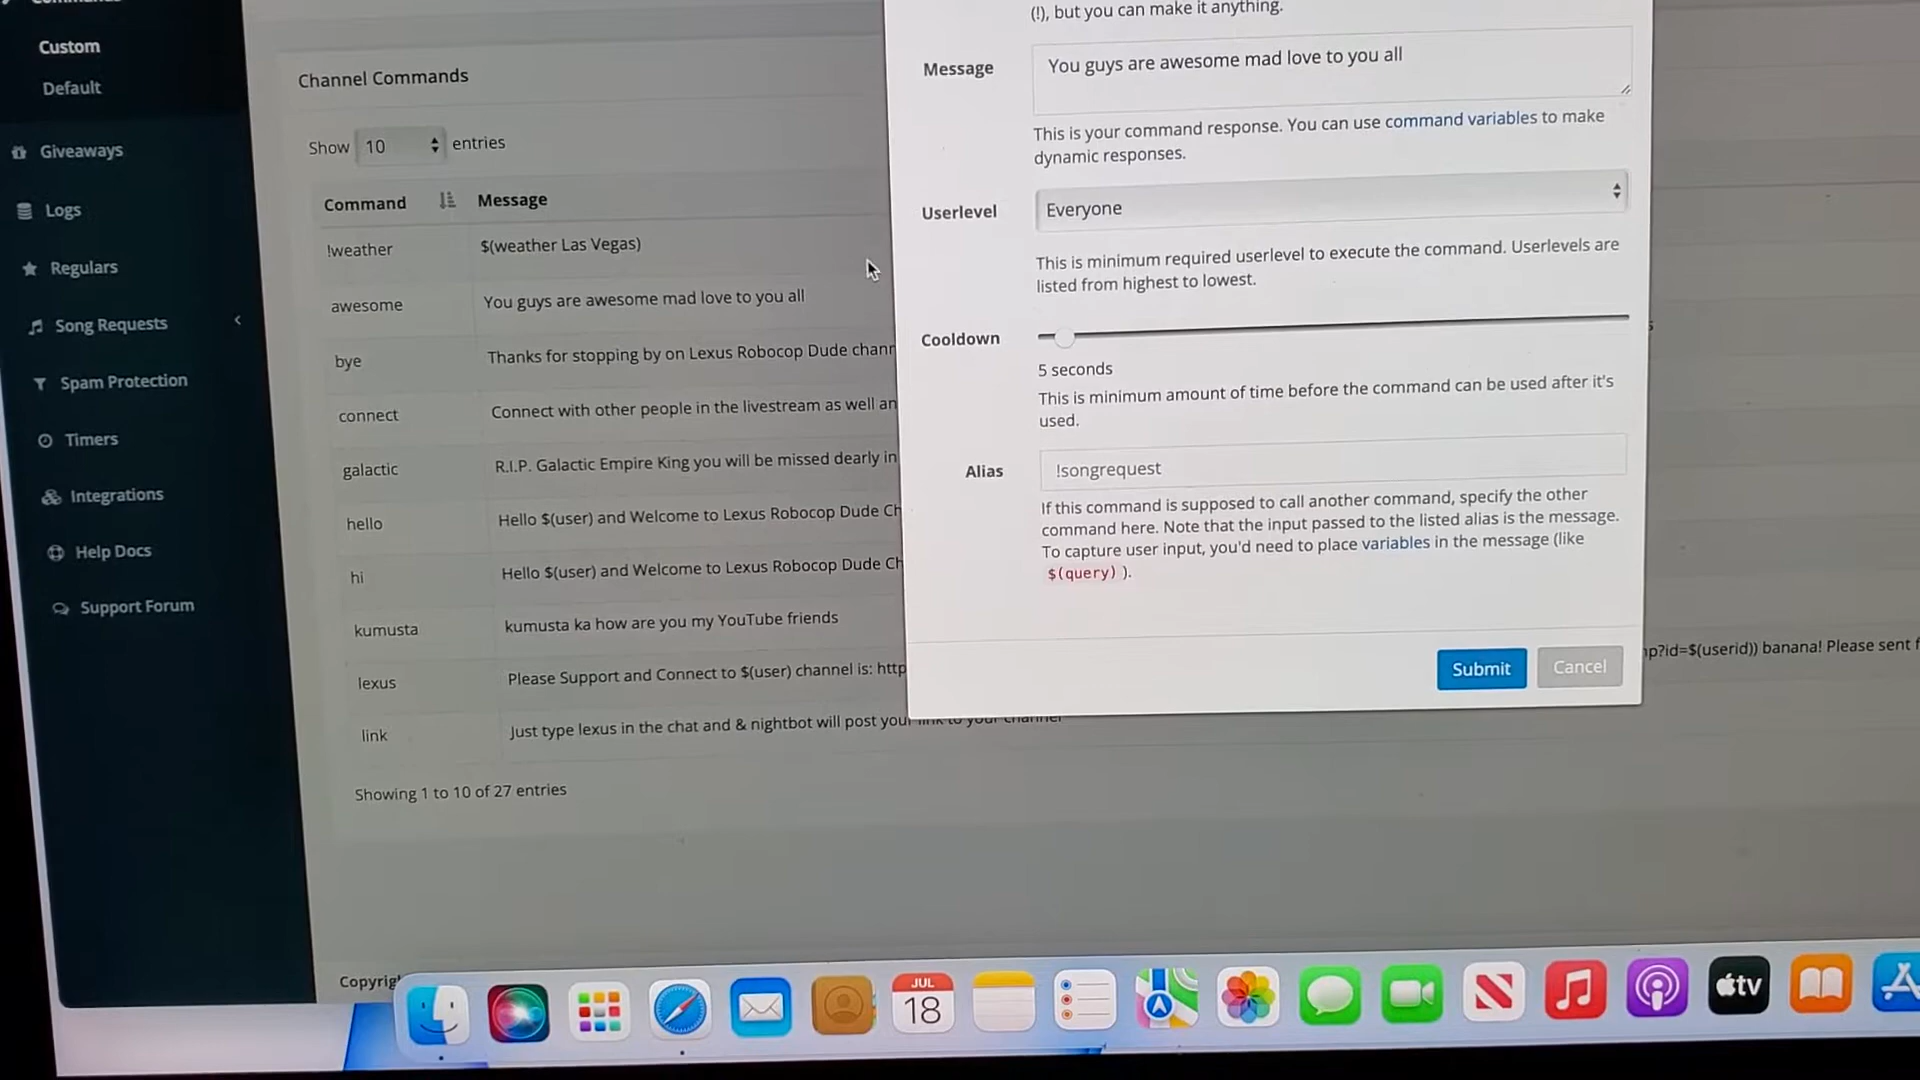 Custom
Default
Giveaways
Logs
Regulars
Song Requests
Spam Protection
Timers
Integrations
Help Docs
Support Forum
Channel Commands
Show 10 entries
Command Message
!weather $(weather Las Vegas)
awesome You guys are awesome mad love to you all
bye Thanks for stopping by on Lexus Robocop Dude chann
connect Connect with other people in the livestream as well an
galactic R.I.P. Galactic Empire King you will be missed dearly in
hello Hello $(user) and Welcome to Lexus Robocop Dude Ch
hi Hello $(user) and Welcome to Lexus Robocop Dude Ch
kumusta kumusta ka how are you my YouTube friends
lexus Please Support and Connect to $(user) channel is: http
link Just type lexus in the chat and & nightbot will post your link to your channel
Showing 1 to 10 of 27 entries
Copyrig
(!), but you can make it anything.
Message
You guys are awesome mad love to you all
This is your command response. You can use command variables to make
dynamic responses.
Userlevel
Everyone
This is minimum required userlevel to execute the command. Userlevels are
listed from highest to lowest.
Cooldown
5 seconds
This is minimum amount of time before the command can be used after it's
used.
Alias
!songrequest
If this command is supposed to call another command, specify the other
command here. Note that the input passed to the listed alias is the message.
To capture user input, you'd need to place variables in the message (like
$(query) ).
Submit Cancel
np?id=$(userid)) banana! Please sent f
JUL
18
tv